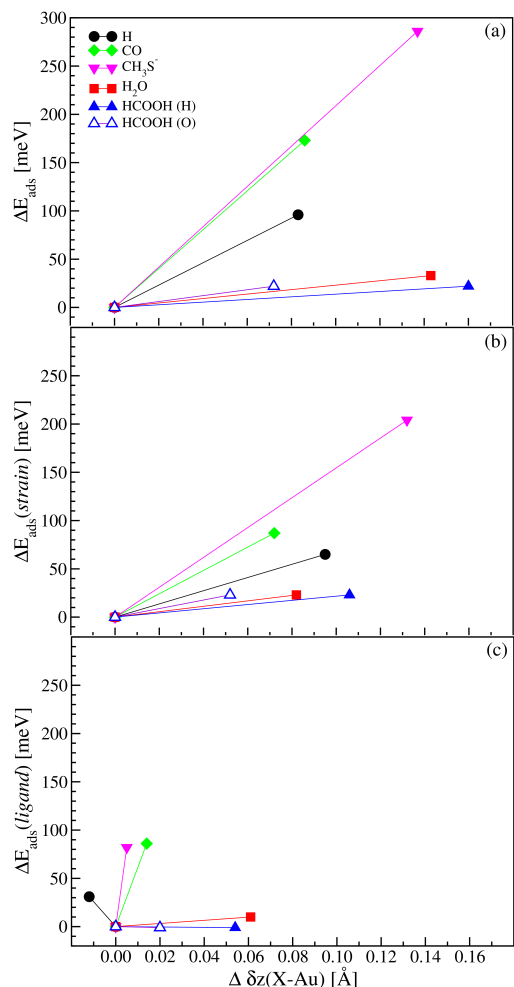 300
250
200
150
100
50
0
ΔE_ads [meV]
(a)
H
CO
CH₃S⁻
H₂O
HCOOH (H)
HCOOH (O)
250
200
150
100
50
0
ΔE_ads(strain) [meV]
(b)
250
200
150
100
50
0
ΔE_ads(ligand) [meV]
(c)
0.00 0.02 0.04 0.06 0.08 0.10 0.12 0.14 0.16
Δ δz(X-Au) [Å]